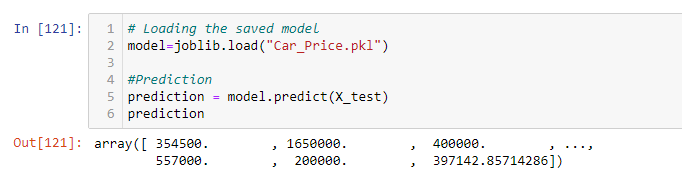 In [121]:
1 # Loading the saved model
2 model=joblib.load("Car_Price.pkl")
3
4 #Prediction
5 prediction = model.predict(X_test)
6 prediction
Out[121]: array([ 354500.        , 1650000.        ,  400000.        , ...,
        557000.        ,  200000.        ,  397142.85714286])